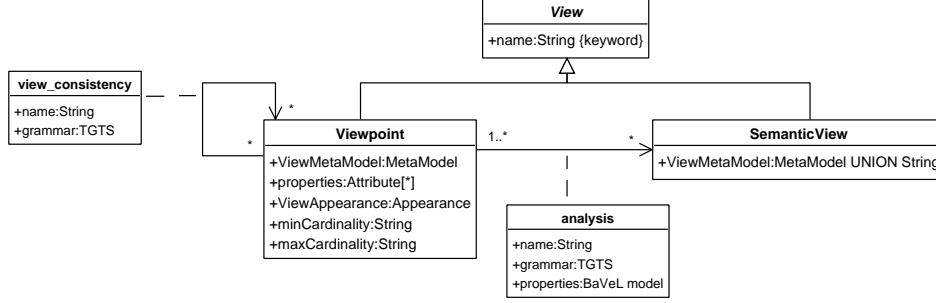 View
+name:String {keyword}
view_consistency
+name:String
+grammar:TGTS
*
*
Viewpoint
+ViewMetaModel:MetaModel
+properties:Attribute[*]
+ViewAppearance:Appearance
+minCardinality:String
+maxCardinality:String
1..*
*
SemanticView
+ViewMetaModel:MetaModel UNION String
analysis
+name:String
+grammar:TGTS
+properties:BaVeL model